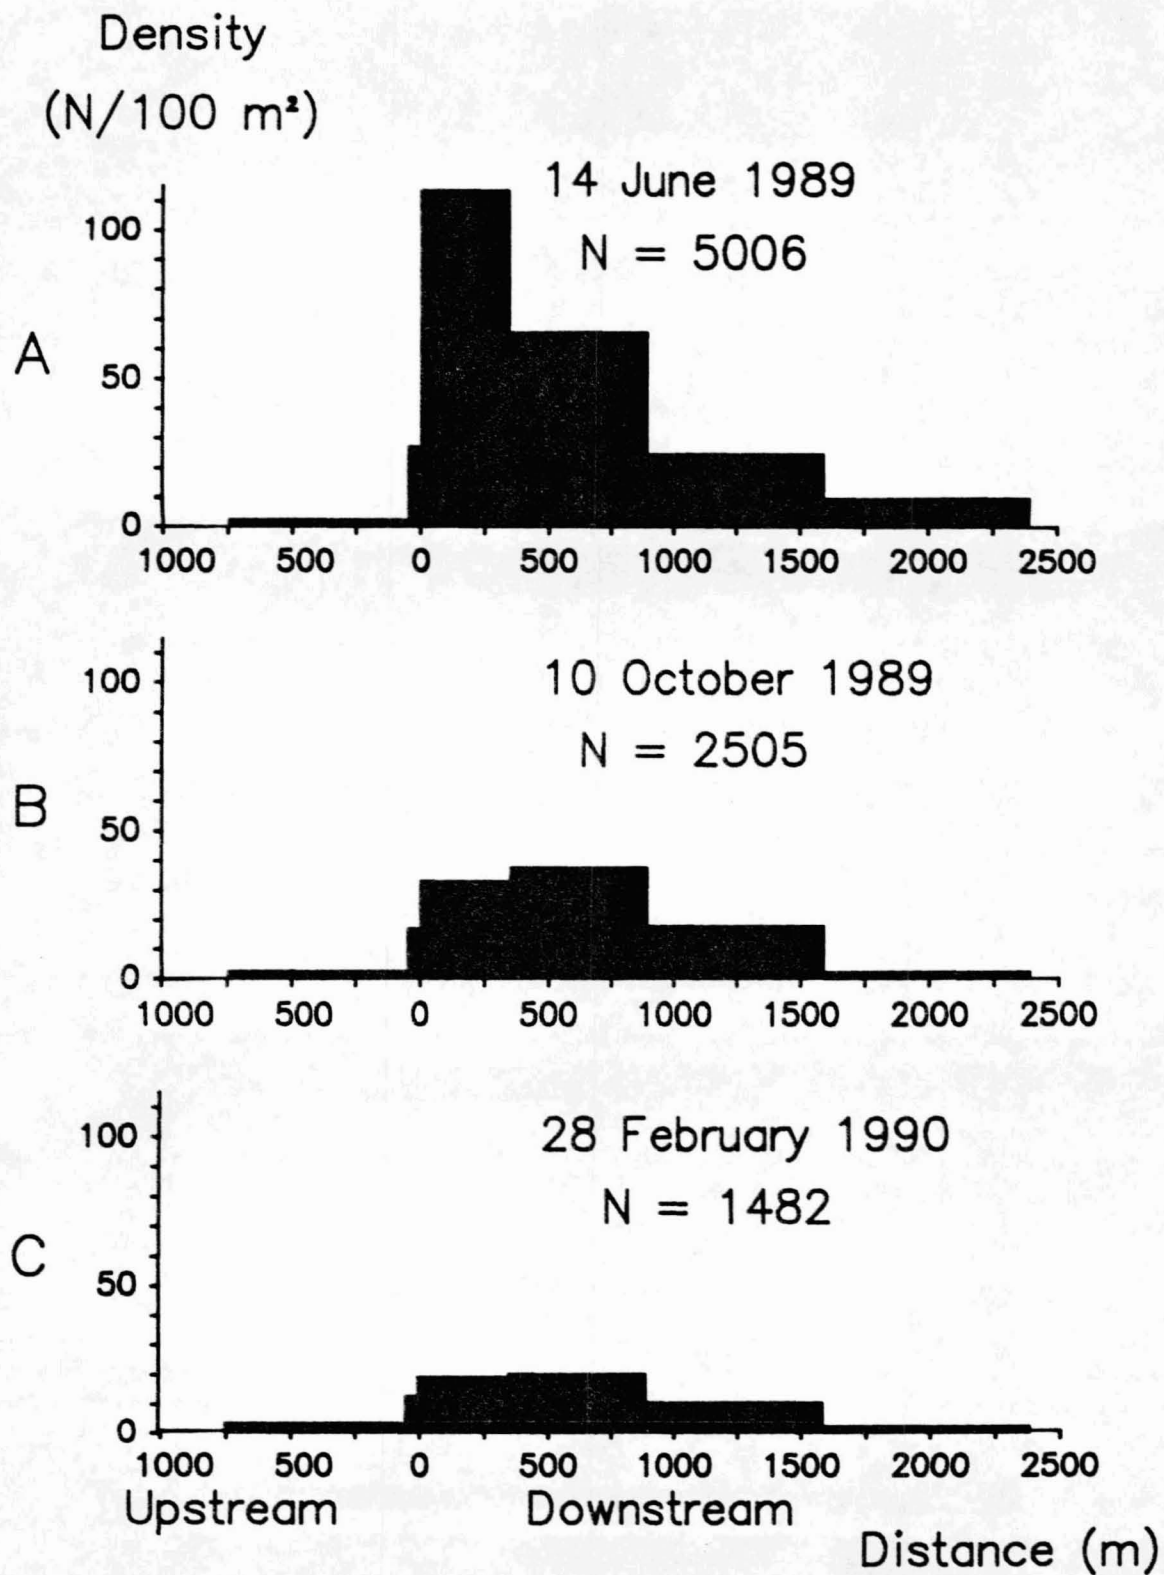 Density
(N/100 m²)
14 June 1989
N = 5006
A
100
50
0
1000 500 0 500 1000 1500 2000 2500
10 October 1989
N = 2505
B
100
50
0
1000 500 0 500 1000 1500 2000 2500
28 February 1990
N = 1482
C
100
50
0
1000 500 0 500 1000 1500 2000 2500
Upstream Downstream
Distance (m)